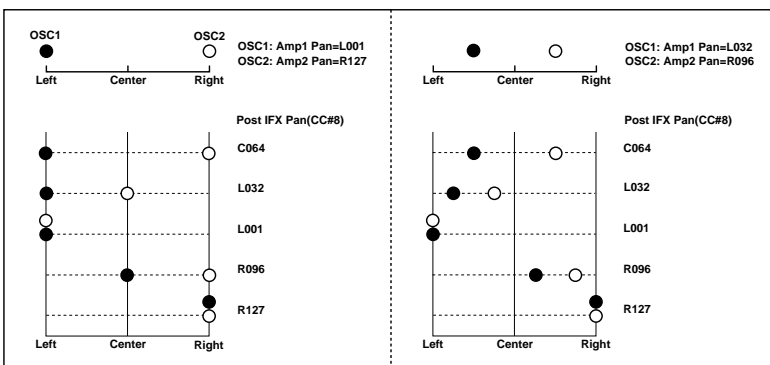 OSC1
OSC2
OSC1: Amp1 Pan=L001
OSC2: Amp2 Pan=R127
Left
Center
Right
Post IFX Pan(CC#8)
C064
L032
L001
R096
R127
Left
Center
Right
OSC1: Amp1 Pan=L032
OSC2: Amp2 Pan=R096
Left
Center
Right
Post IFX Pan(CC#8)
C064
L032
L001
R096
R127
Left
Center
Right